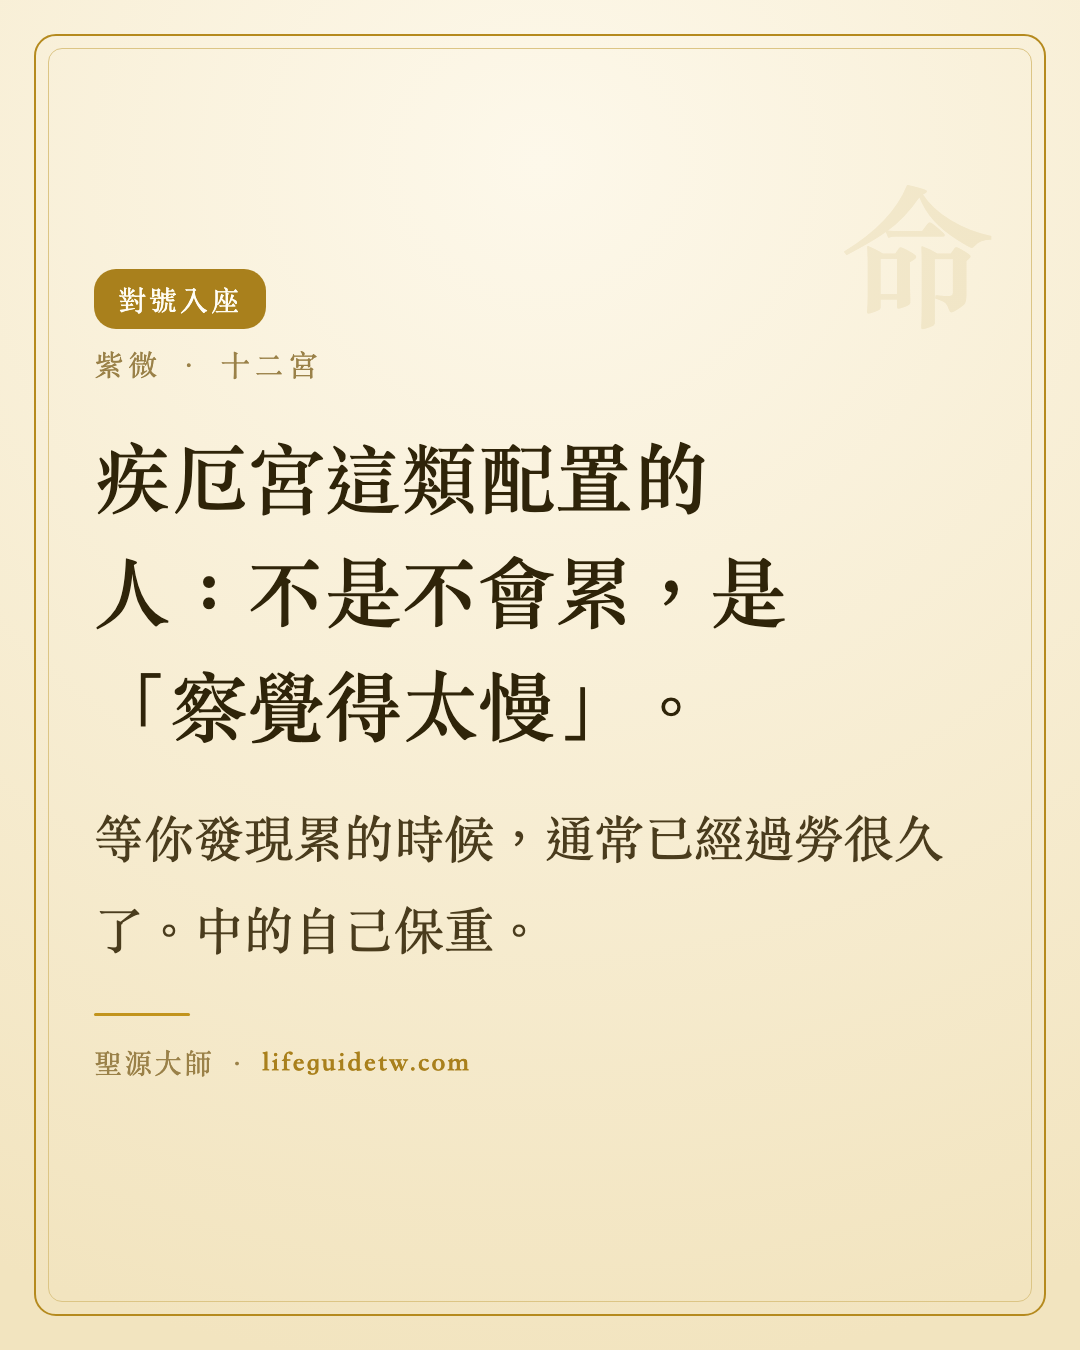 命
對號入座
紫微 · 十二宮
疾厄宮這類配置的
人：不是不會累，是
「察覺得太慢」。
等你發現累的時候，通常已經過勞很久
了。中的自己保重。
聖源大師 · lifeguidetw.com